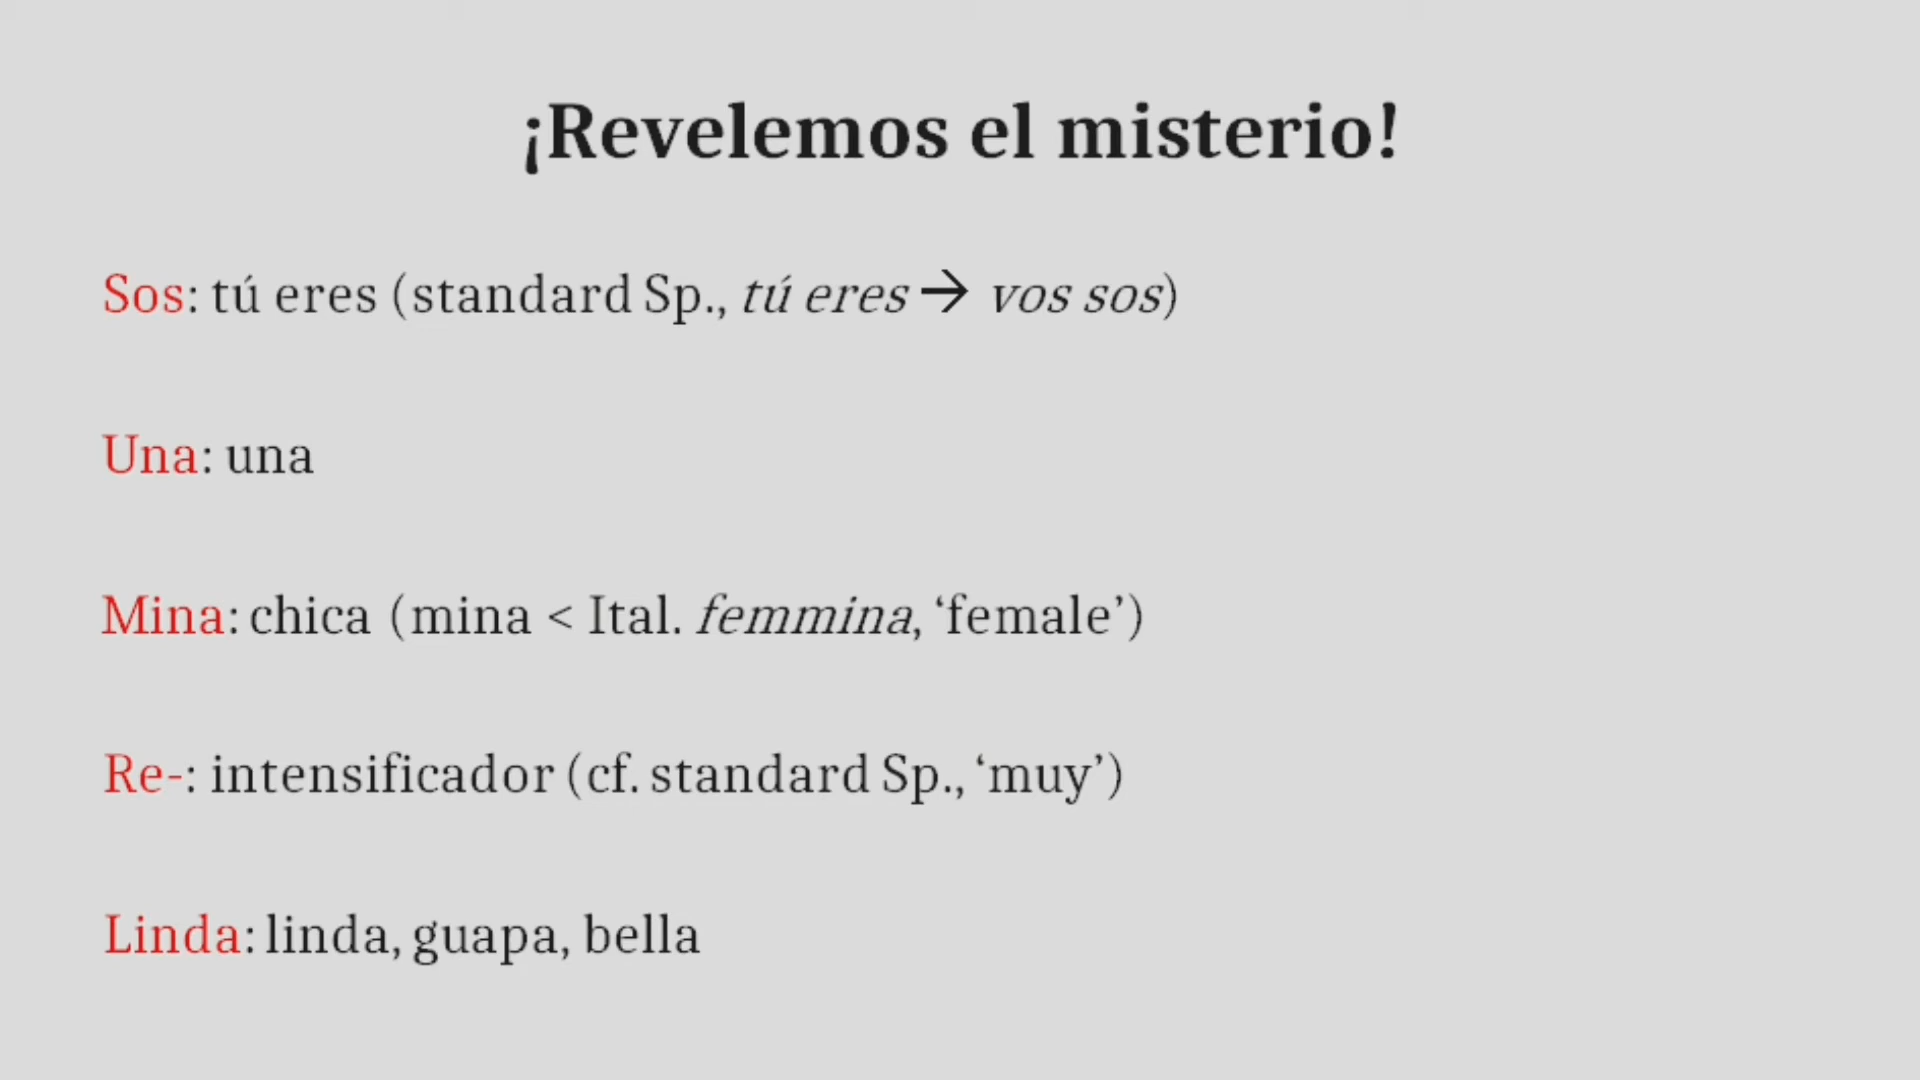 ¡Revelemos el misterio!
Sos: tú eres (standard Sp., tú eres → vos sos)
Una: una
Mina: chica (mina < Ital. femmina, ‘female’)
Re-: intensificador (cf. standard Sp., ‘muy’)
Linda: linda, guapa, bella